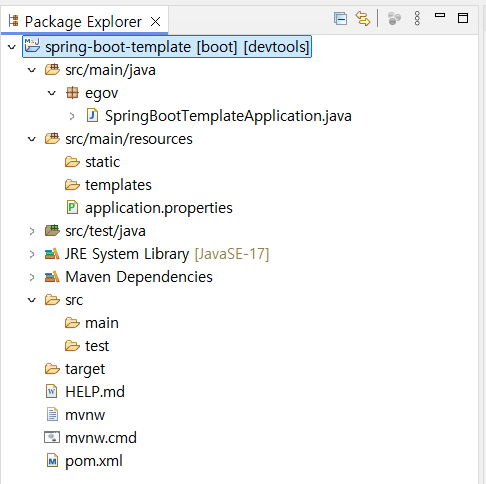 Package Explorer
spring-boot-template [boot] [devtools]
src/main/java
egov
SpringBootTemplateApplication.java
src/main/resources
static
templates
application.properties
src/test/java
JRE System Library [JavaSE-17]
Maven Dependencies
src
main
test
target
HELP.md
mvnw
mvnw.cmd
pom.xml